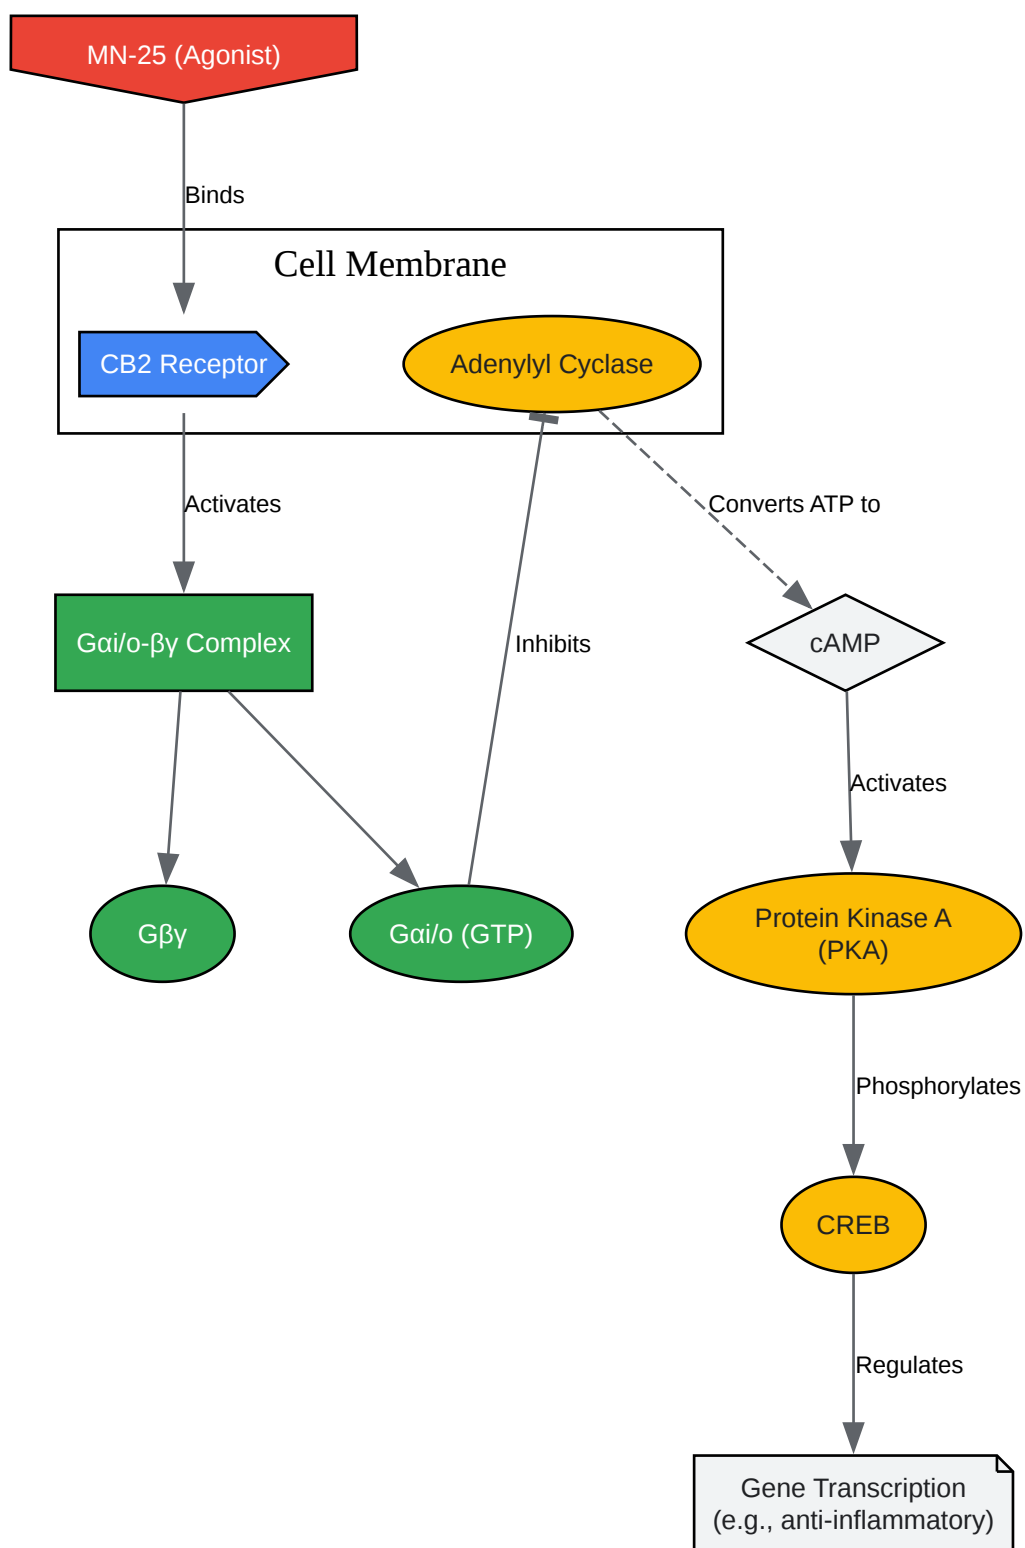 MN-25 (Agonist)
Binds
Cell Membrane
CB2 Receptor
Adenylyl Cyclase
Activates
Converts ATP to
Gαi/o-βγ Complex
Inhibits
cAMP
Activates
Gβγ
Gαi/o (GTP)
Protein Kinase A
(PKA)
Phosphorylates
CREB
Regulates
Gene Transcription
(e.g., anti-inflammatory)